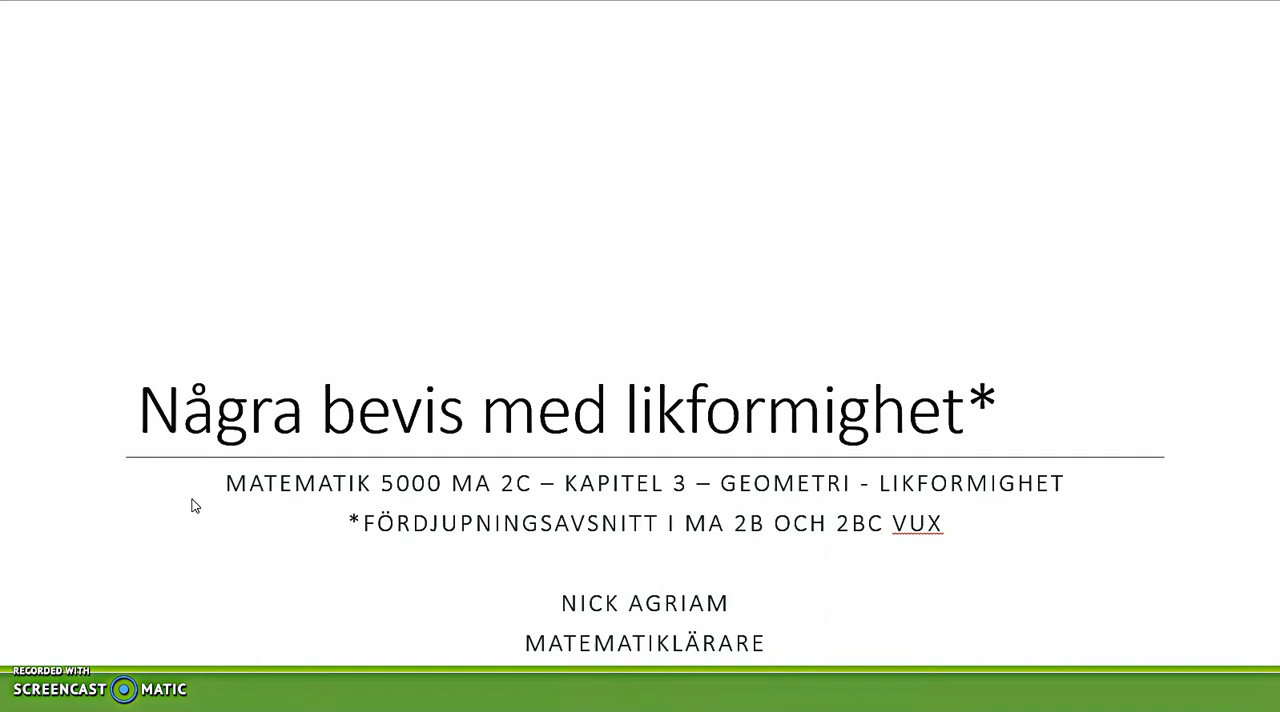 Några bevis med likformighet*
MATEMATIK 5000 MA 2C – KAPITEL 3 – GEOMETRI - LIKFORMIGHET
*FÖRDJUPNINGSAVSNITT I MA 2B OCH 2BC VUX
NICK AGRIAM
MATEMATIKLÄRARE
RECORDED WITH
SCREENCAST MATIC